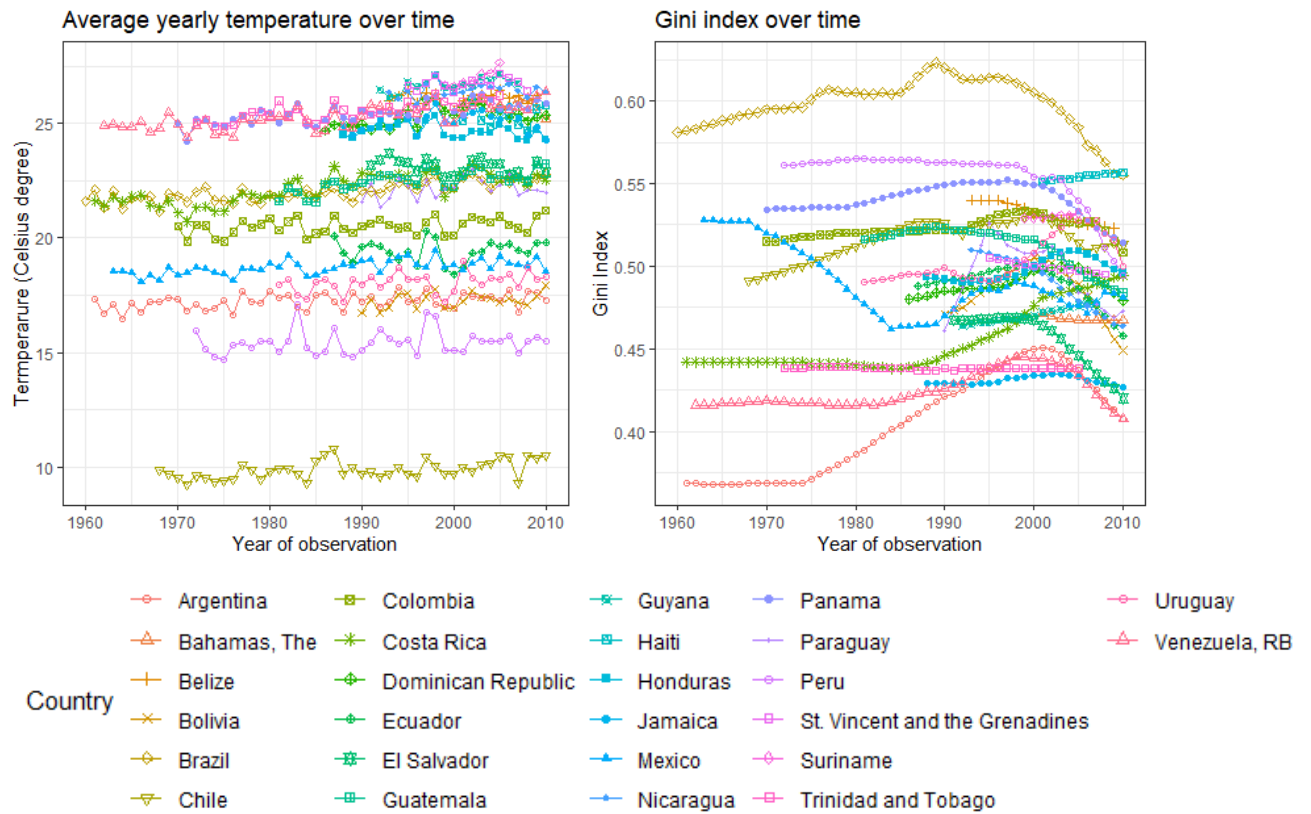 Average yearly temperature over time
Gini index over time
Termperarure (Celsius degree)
25
20
15
10
1960 1970 1980 1990 2000 2010
Year of observation
Gini Index
0.60
0.55
0.50
0.45
0.40
1960 1970 1980 1990 2000 2010
Year of observation
Country
Argentina
Bahamas, The
Belize
Bolivia
Brazil
Chile
Colombia
Costa Rica
Dominican Republic
Ecuador
El Salvador
Guatemala
Guyana
Haiti
Honduras
Jamaica
Mexico
Nicaragua
Panama
Paraguay
Peru
St. Vincent and the Grenadines
Suriname
Trinidad and Tobago
Uruguay
Venezuela, RB